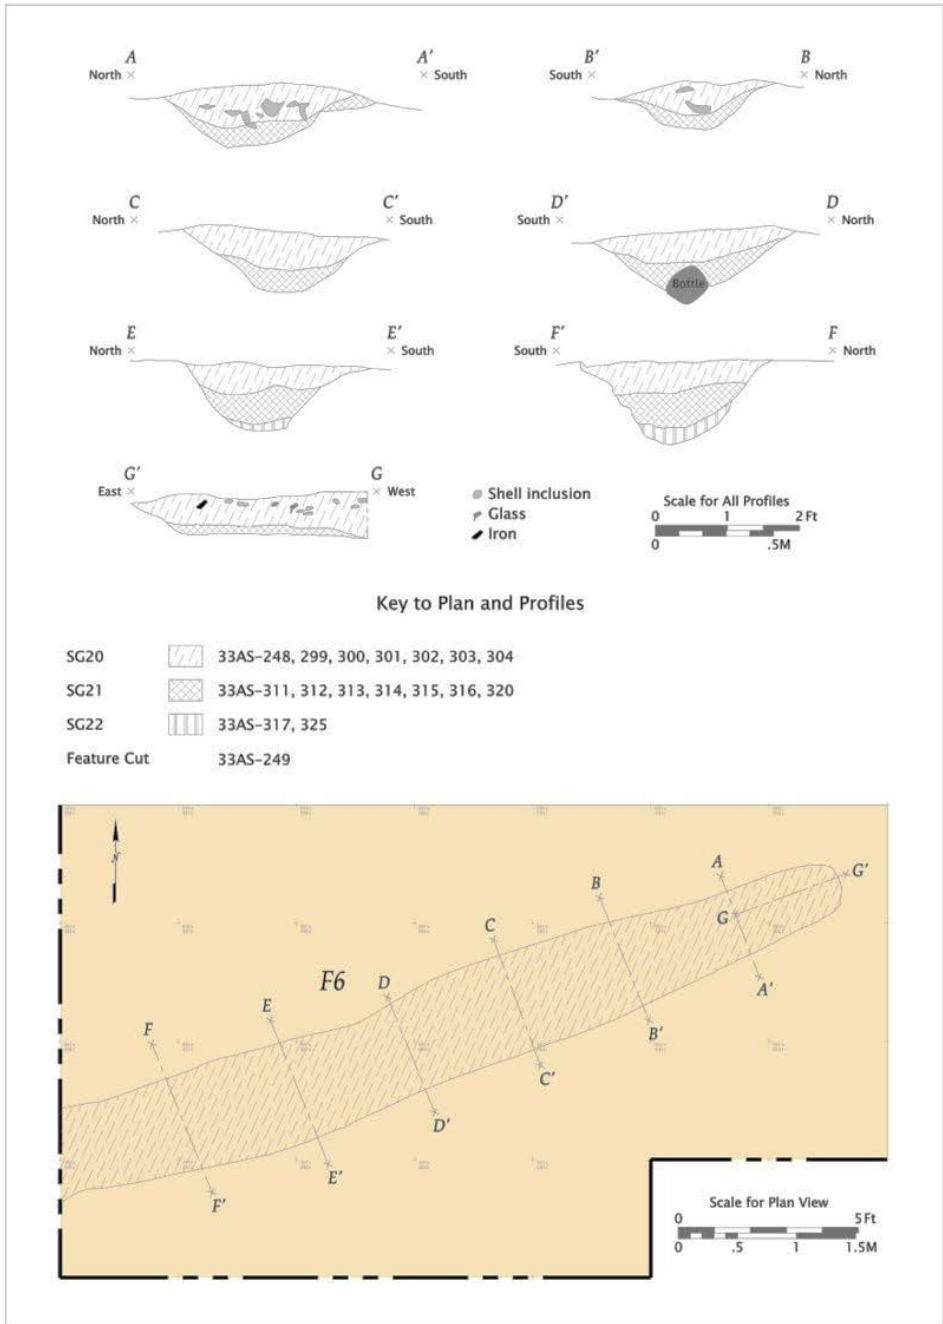 A A' B' B
North × × South South × × North
C C' D' D
North × × South South × × North
Bottle
E E' F' F
North × × South South × × North
G' G
East × × West
Shell inclusion
Glass
Iron
Scale for All Profiles
0 1 2 Ft
0 .5M
Key to Plan and Profiles
SG20 33AS-248, 299, 300, 301, 302, 303, 304
SG21 33AS-311, 312, 313, 314, 315, 316, 320
SG22 33AS-317, 325
Feature Cut 33AS-249
N
A
G'
B
G
C
F6
D
A'
E
B'
F
C'
D'
E'
F'
Scale for Plan View
0 5 Ft
0 .5 1 1.5M